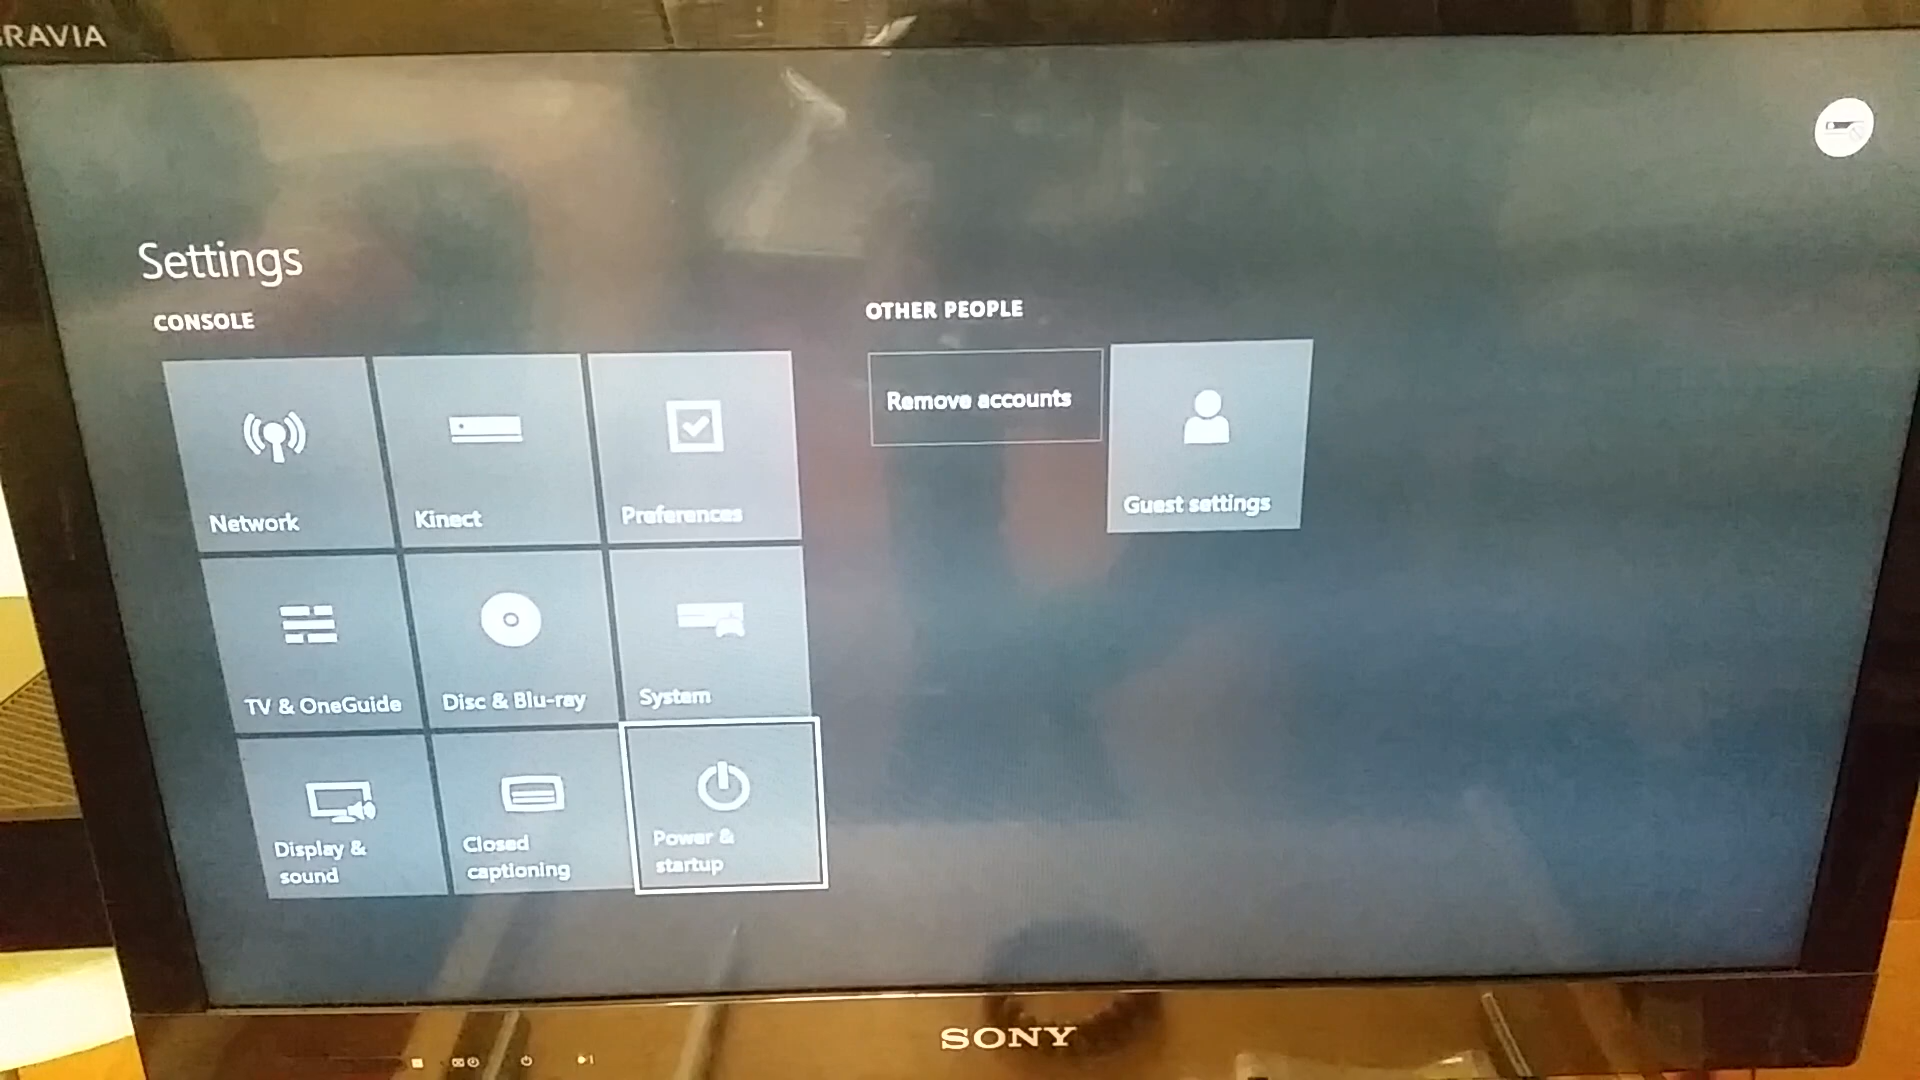 BRAVIA
Settings
CONSOLE
OTHER PEOPLE
Network
Kinect
Preferences
Remove accounts
Guest settings
TV & OneGuide
Disc & Blu-ray
System
Display &
sound
Closed
captioning
Power &
startup
SONY